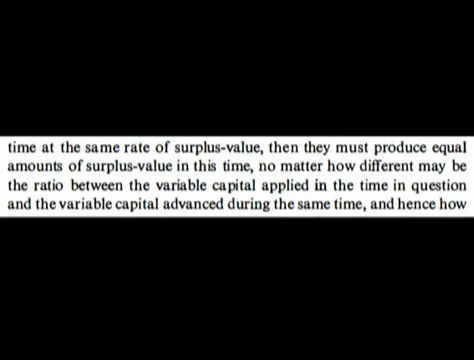 time at the same rate of surplus-value, then they must produce equal
amounts of surplus-value in this time, no matter how different may be
the ratio between the variable capital applied in the time in question
and the variable capital advanced during the same time, and hence how